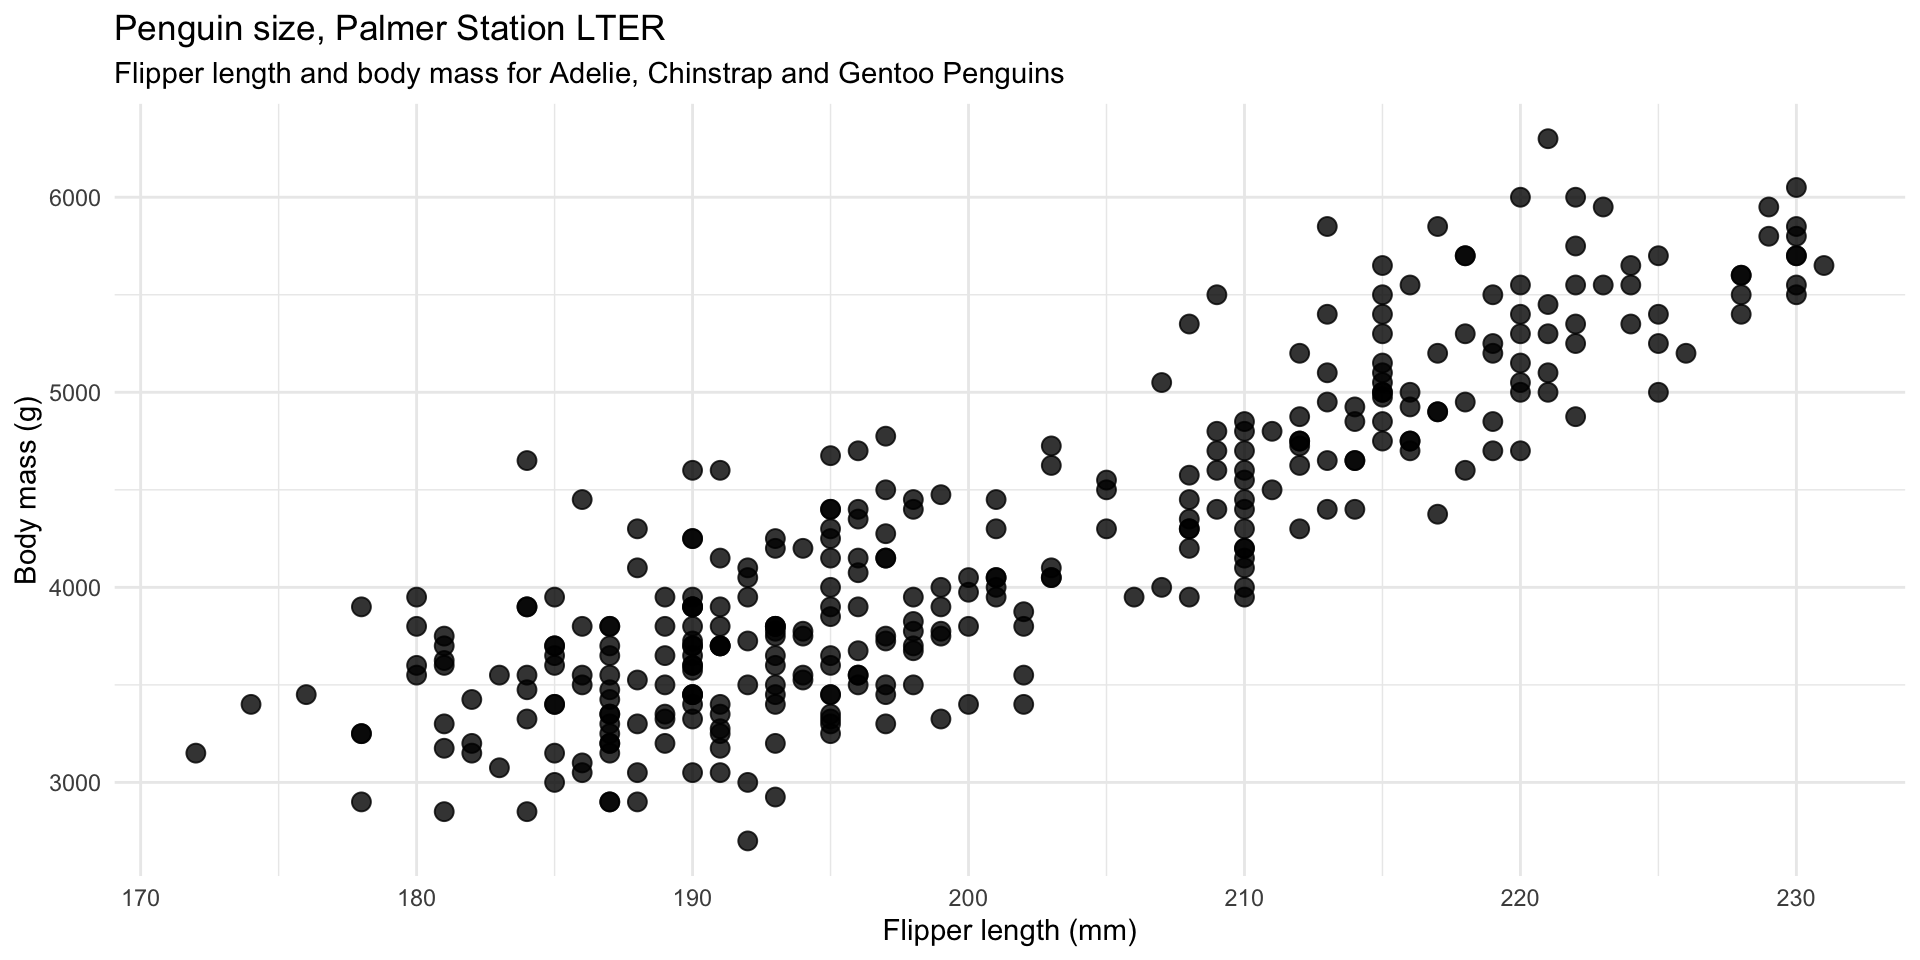 Penguin size, Palmer Station LTER
Flipper length and body mass for Adelie, Chinstrap and Gentoo Penguins
Body mass (g)
6000
5000
4000
3000
170 180 190 200 210 220 230
Flipper length (mm)